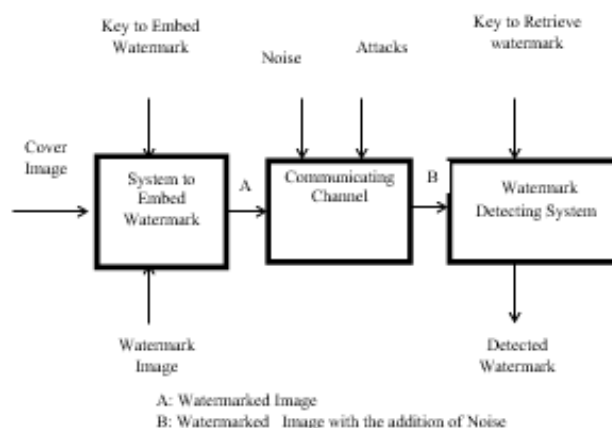 Key to Embed
Watermark
Noise
Attacks
Key to Retrieve
watermark
Cover
Image
System to
Embed
Watermark
A
Communicating
Channel
B
Watermark
Detecting System
Watermark
Image
Detected
Watermark
A: Watermarked Image
B: Watermarked Image with the addition of Noise